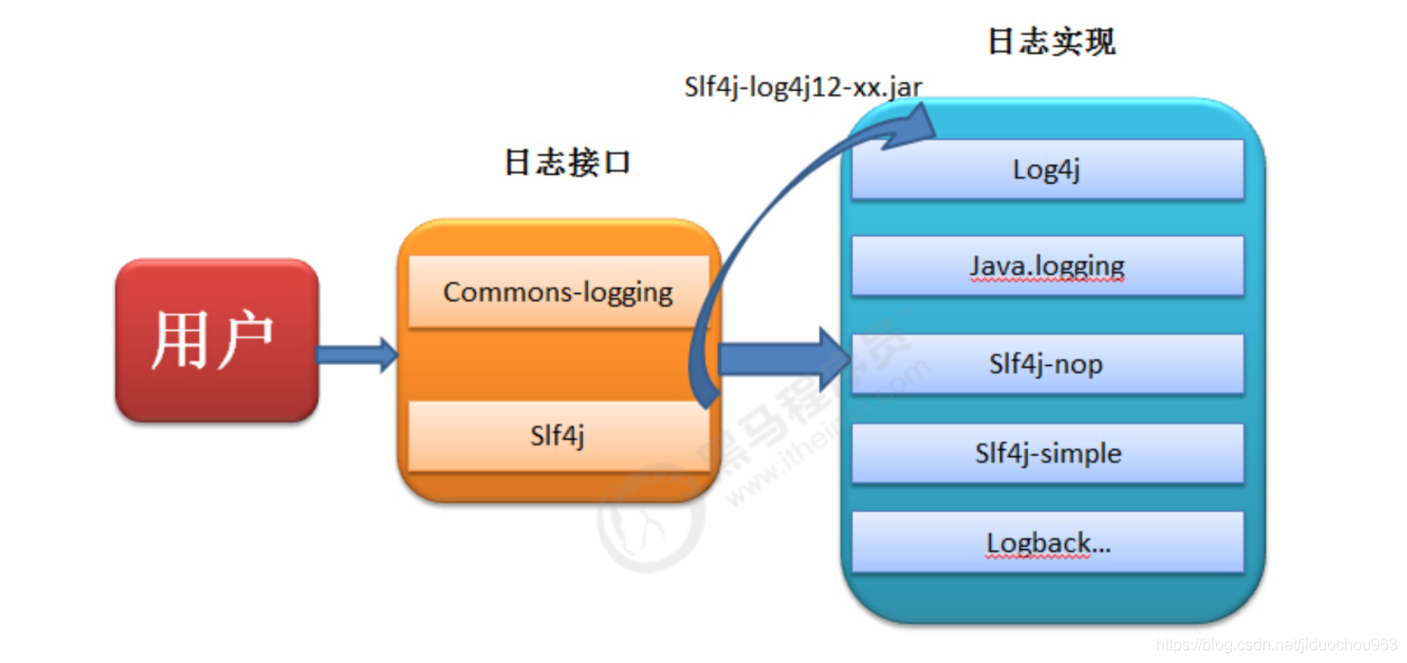 日志实现
Slf4j-log4j12-xx.jar
日志接口
用户
Commons-logging
Slf4j
Log4j
Java.logging
Slf4j-nop
Slf4j-simple
Logback...
黑马程序员
www.itheima.com
https://blog.csdn.net/jiduochou963